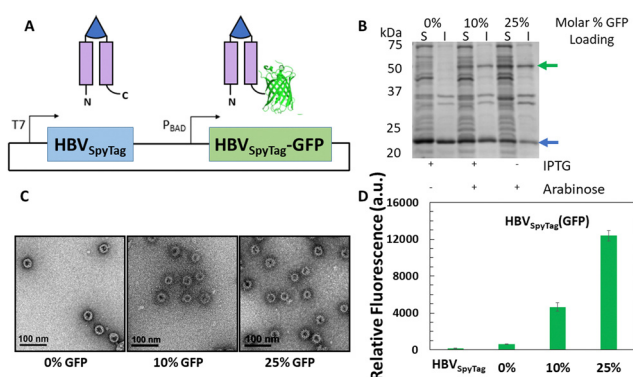 A
N
C
N
T7
HBVSpyTag
PBAD
HBVSpyTag-GFP
B
0% 10% 25% Molar % GFP
Loading
kDa S I S I S I
75
50
37
25
20
+ + - IPTG
- + + Arabinose
C
100 nm
100 nm
100 nm
0% GFP
10% GFP
25% GFP
D
Relative Fluorescence (a.u.)
HBVSpyTag(GFP)
16000
12000
8000
4000
0
HBVSpyTag 0% 10% 25%